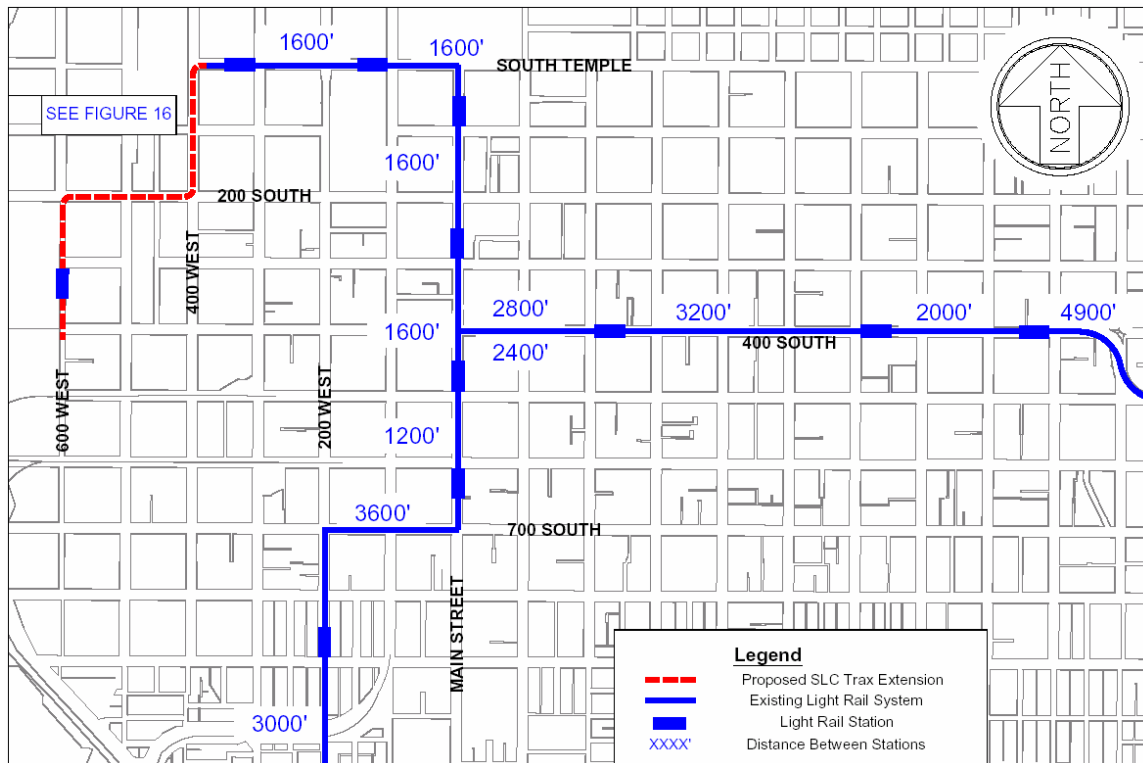 1600'
1600'
SOUTH TEMPLE
NORTH
SEE FIGURE 16
1600'
200 SOUTH
400 WEST
2800'
3200'
2000'
4900'
1600'
400 SOUTH
2400'
600 WEST
200 WEST
1200'
3600'
700 SOUTH
MAIN STREET
3000'
Legend
Proposed SLC Trax Extension
Existing Light Rail System
Light Rail Station
XXXX' Distance Between Stations